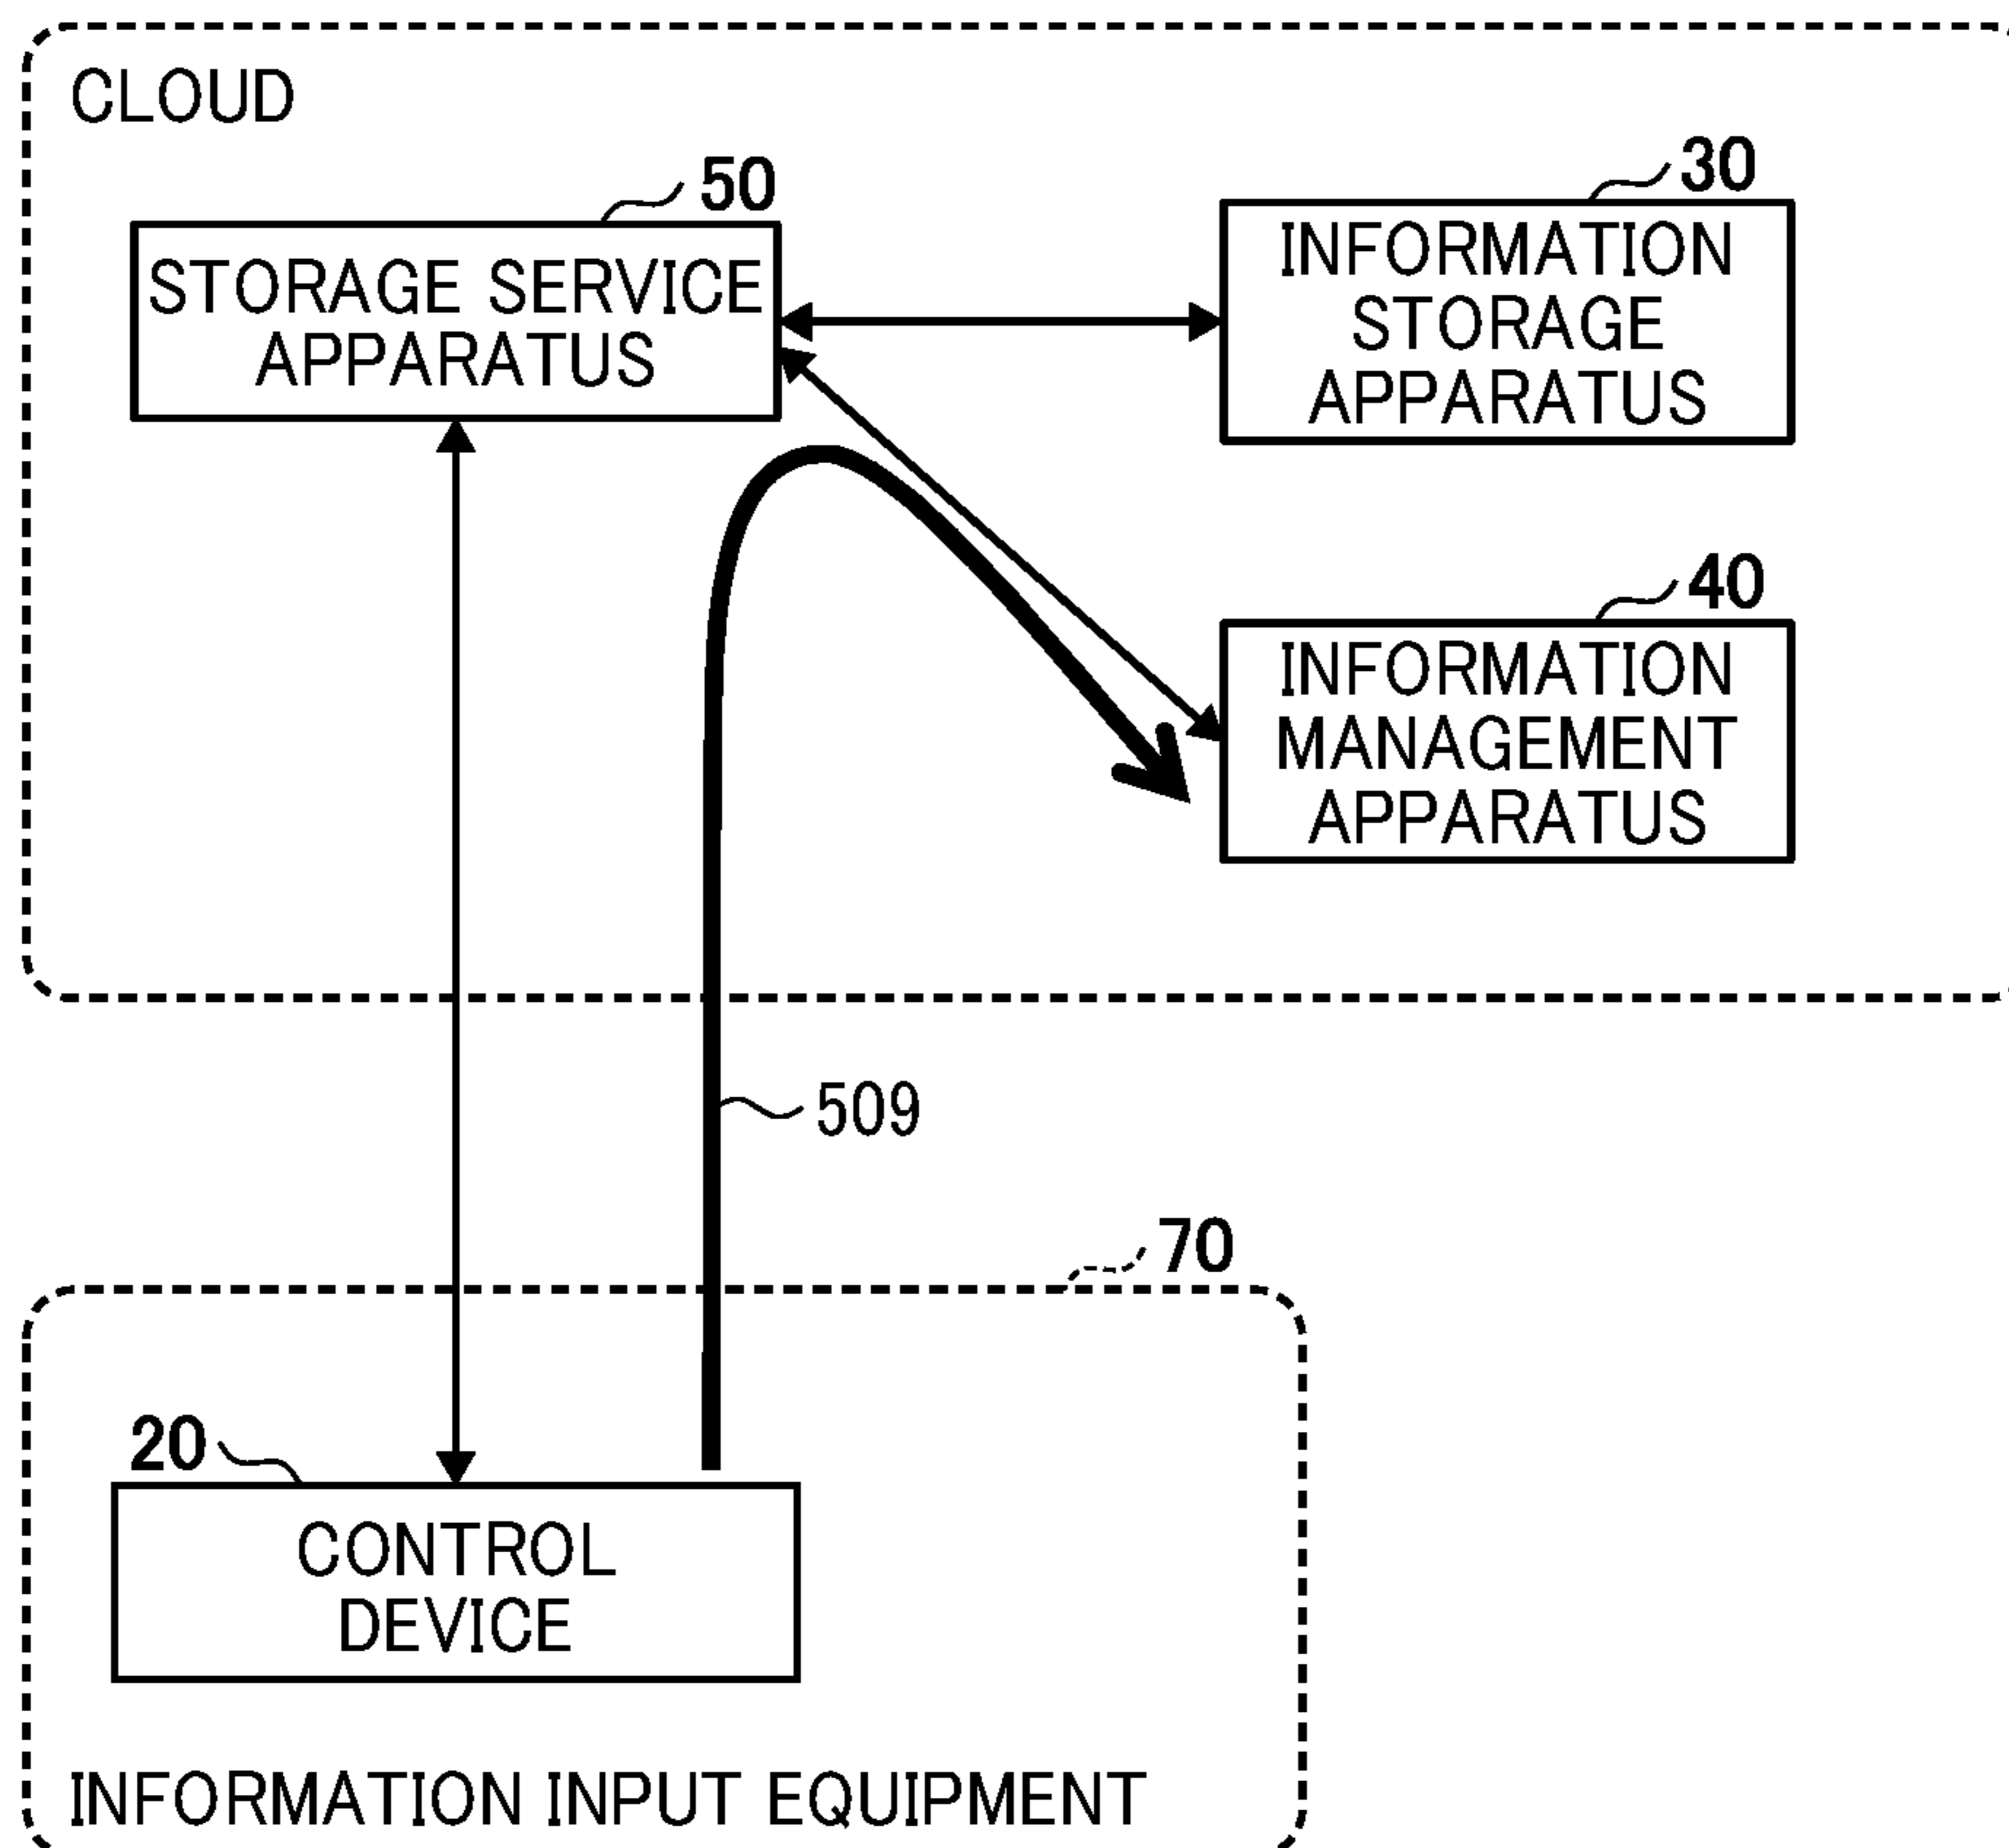 CLOUD
50
STORAGE SERVICE
APPARATUS
30
INFORMATION
STORAGE
APPARATUS
40
INFORMATION
MANAGEMENT
APPARATUS
509
70
20
CONTROL
DEVICE
INFORMATION INPUT EQUIPMENT